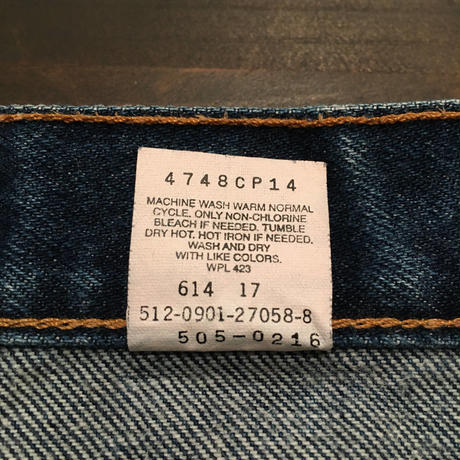 4748CP14
MACHINE WASH WARM NORMAL
CYCLE. ONLY NON-CHLORINE
BLEACH IF NEEDED. TUMBLE
DRY HOT. HOT IRON IF NEEDED.
WASH AND DRY
WITH LIKE COLORS.
WPL 423
614 17
512-0901-27058-8
505-0216